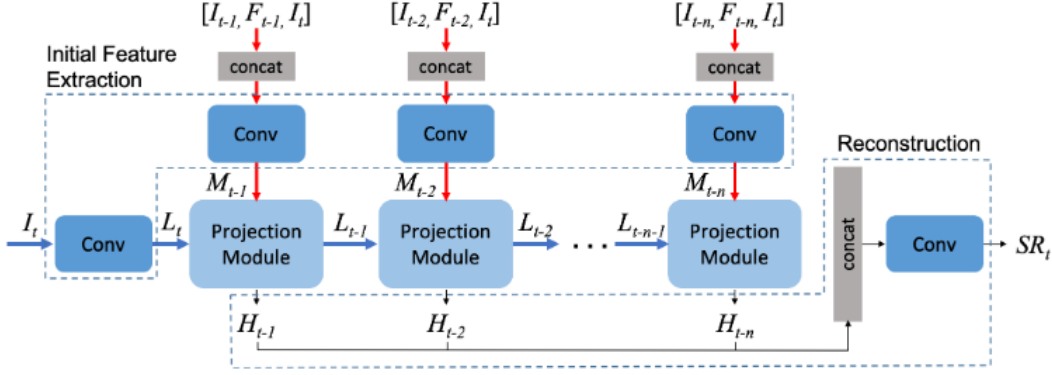 [I_{t-1}, F_{t-1}, I_t] [I_{t-2}, F_{t-2}, I_t] [I_{t-n}, F_{t-n}, I_t]
Initial Feature
Extraction
concat concat concat
Conv Conv Conv
Reconstruction
M_{t-1} M_{t-2} M_{t-n}
I_t Conv L_t Projection
Module L_{t-1} Projection
Module L_{t-2} ... L_{t-n-1} Projection
Module concat Conv SR_t
H_{t-1} H_{t-2} H_{t-n}